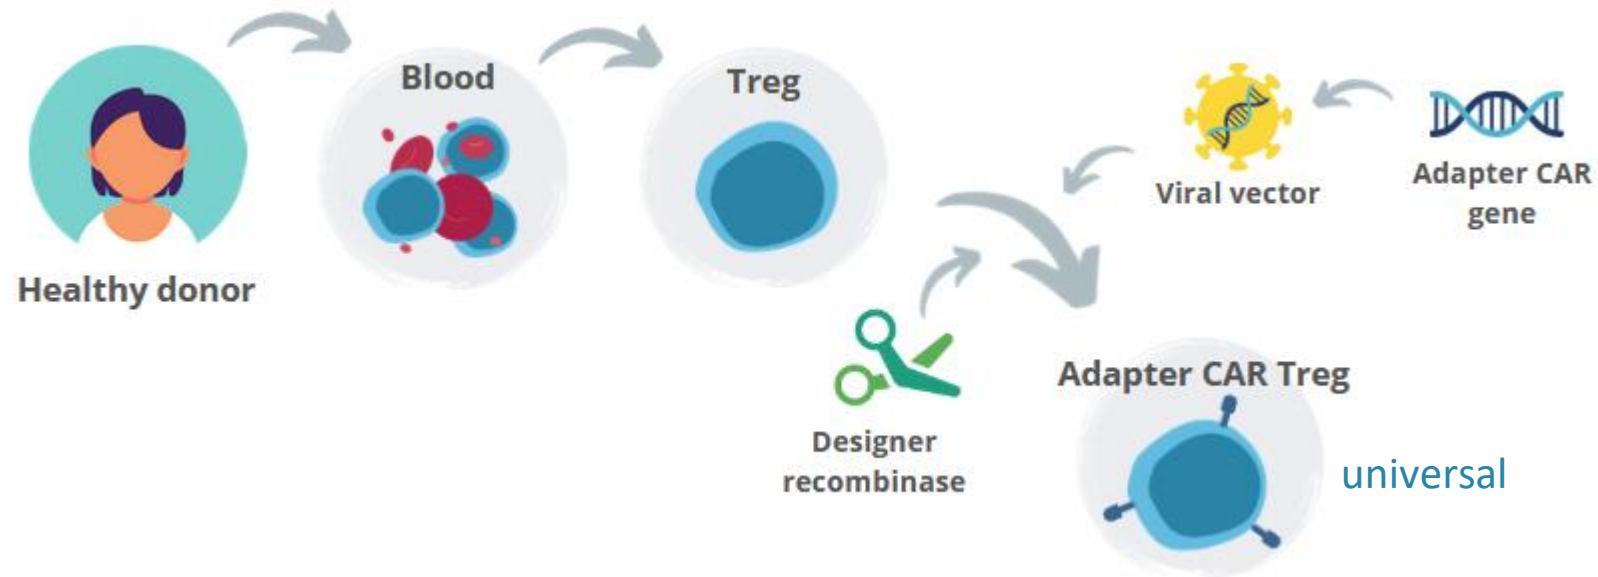 Healthy donor
Blood
Treg
Viral vector
Adapter CAR
gene
Designer
recombinase
Adapter CAR Treg
universal